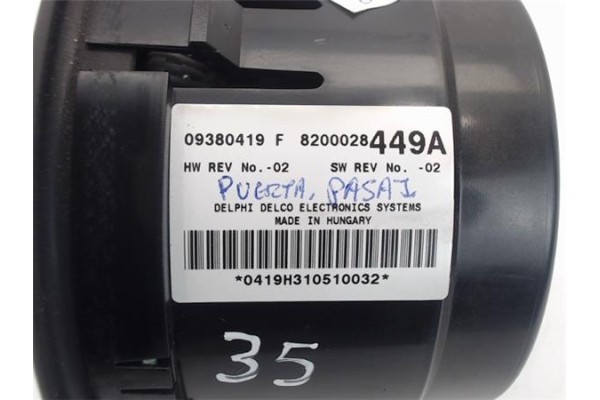 09380419 F 8200028449A
HW REV No.-02 SW REV No. -02
PUERTA, PASAJ.
DELPHI DELCO ELECTRONICS SYSTEMS
MADE IN HUNGARY
*0419H310510032*
35